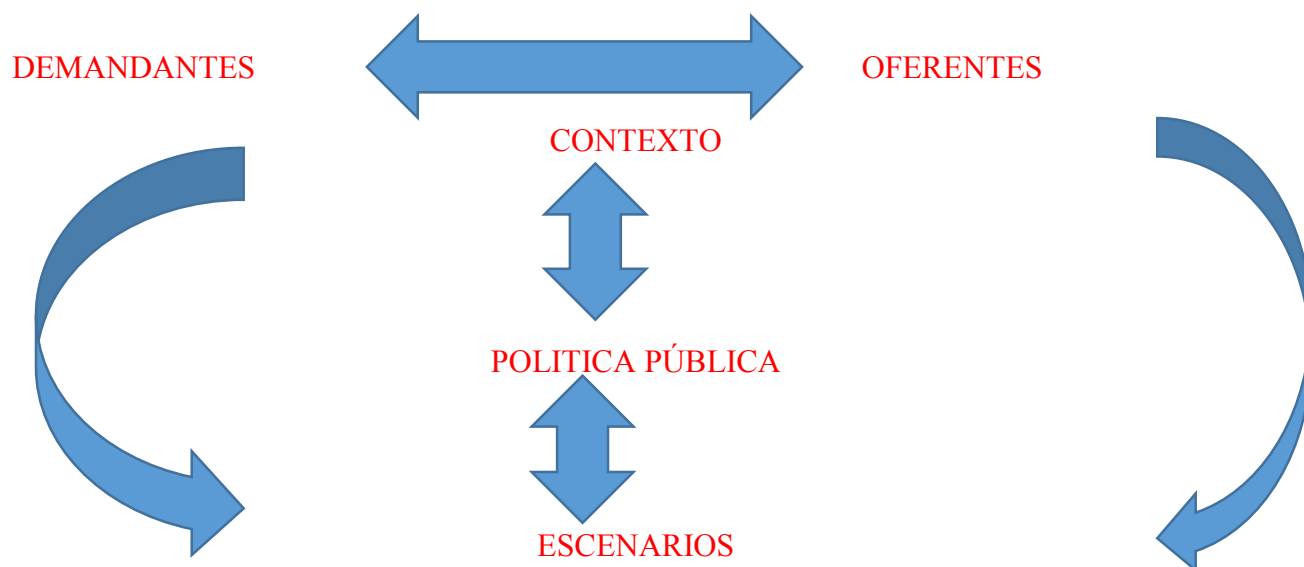 DEMANDANTES OFERENTES
CONTEXTO
POLITICA PÚBLICA
ESCENARIOS